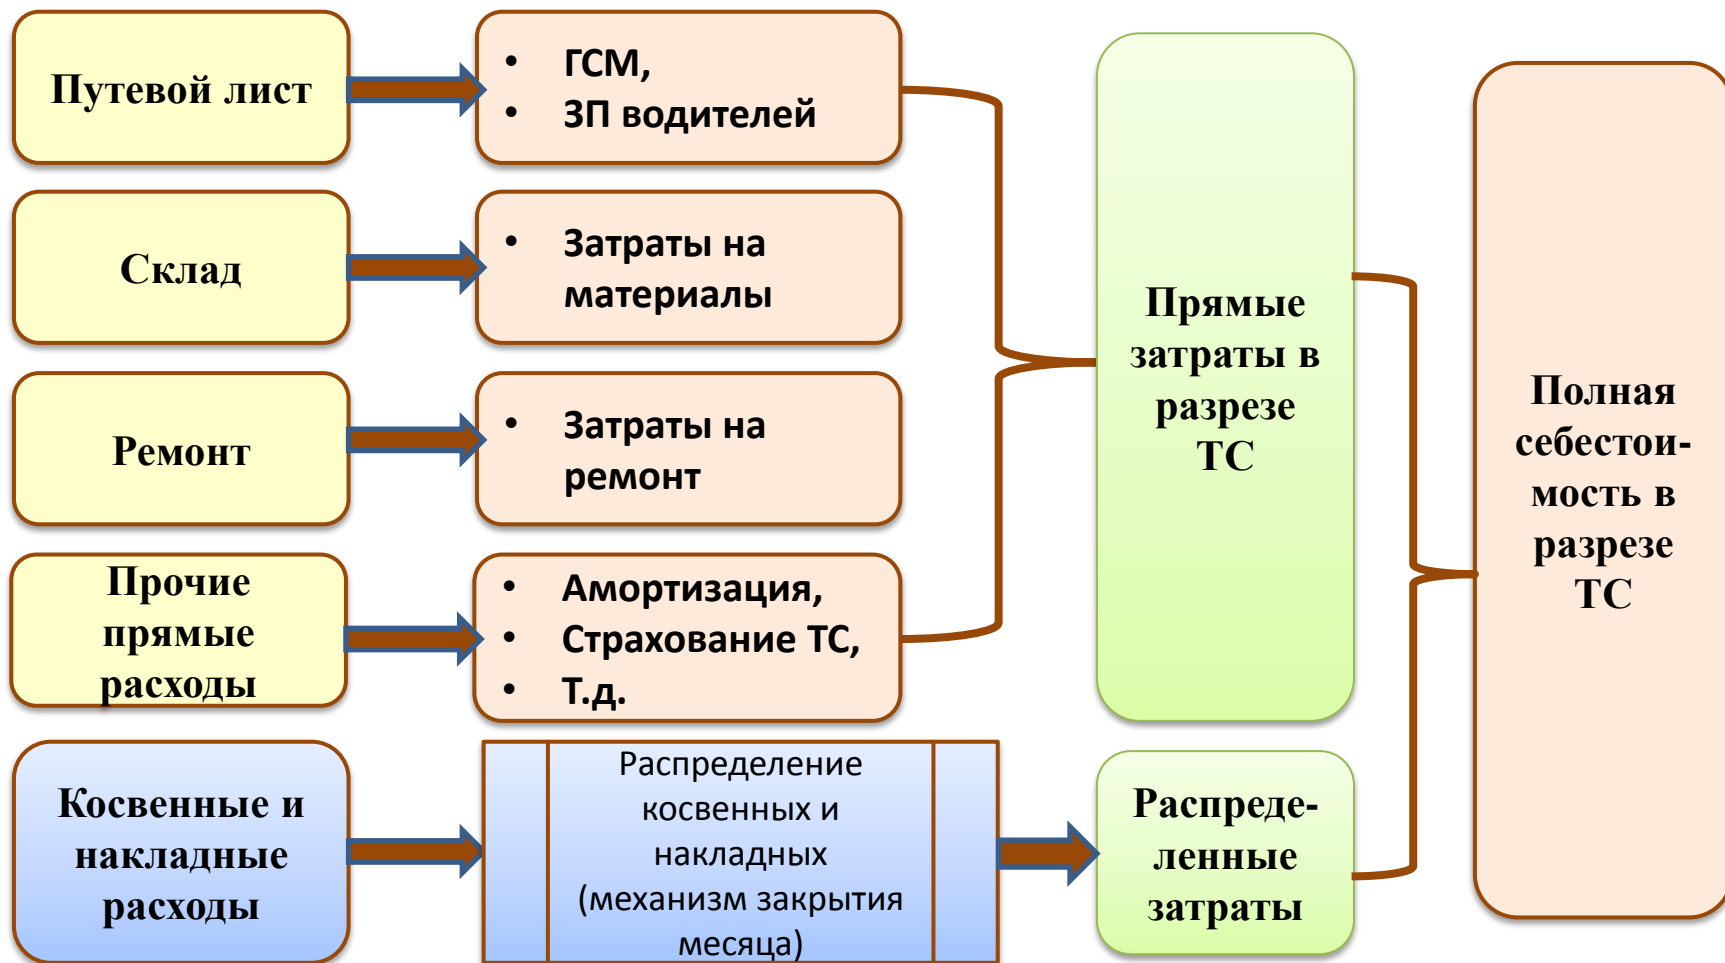 Путевой лист
• ГСМ,
• ЗП водителей
Склад
• Затраты на
материалы
Ремонт
• Затраты на
ремонт
Прочие
прямые
расходы
• Амортизация,
• Страхование ТС,
• Т.д.
Прямые
затраты в
разрезе
ТС
Косвенные и
накладные
расходы
Распределение
косвенных и
накладных
(механизм закрытия
месяца)
Распреде-
ленные
затраты
Полная
себестои-
мость в
разрезе
ТС